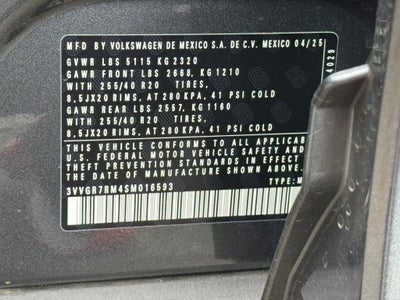 MFD. BY VOLKSWAGEN DE MEXICO S.A. DE C.V. MEXICO 04/25
GVWR LBS 5115 KG 2320
GAWR FRONT LBS 2668, KG 1210
WITH 255/40 R20 TIRES,
8,5JX20 RIMS, AT 280 KPA, 41 PSI COLD
GAWR REAR LBS 2557, KG 1160
WITH 255/40 R20 TIRES,
8,5JX20 RIMS, AT 280 KPA, 41 PSI COLD
THIS VEHICLE CONFORMS TO ALL APPLICAB
U.S. FEDERAL MOTOR VEHICLE SAFETY, BUMPER
THEFT PREVENTION STANDARDS IN EFFECT ON
DATE OF MANUFACTURE SHOWN ABOVE.
3VVGR7RM4SM016593 TYPE:M
4029